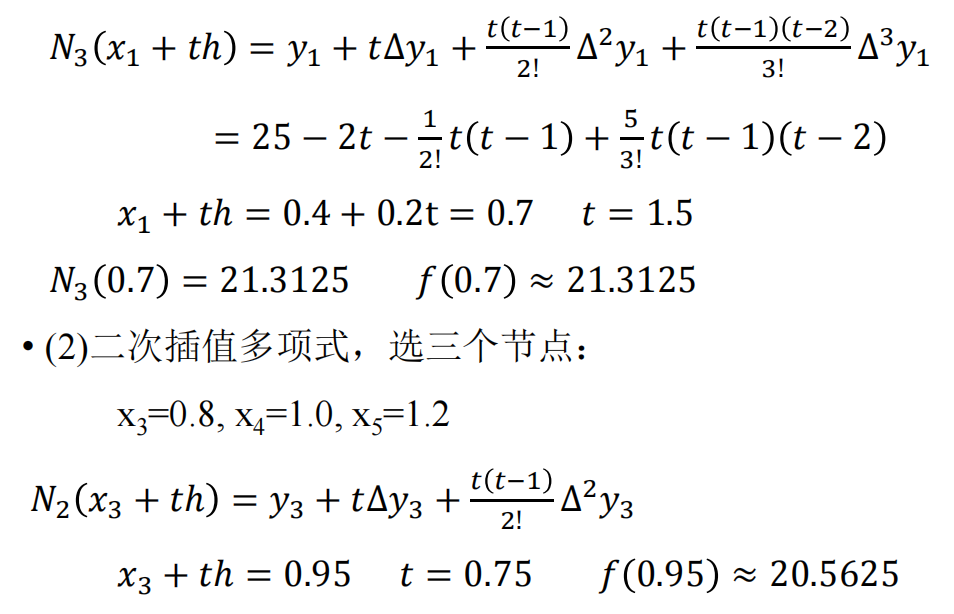 N₃(x₁ + th) = y₁ + tΔy₁ + t(t−1)/2! Δ²y₁ + t(t−1)(t−2)/3! Δ³y₁
= 25 − 2t − 1/2! t(t − 1) + 5/3! t(t − 1)(t − 2)
x₁ + th = 0.4 + 0.2t = 0.7 t = 1.5
N₃(0.7) = 21.3125 f(0.7) ≈ 21.3125
• (2)二次插值多项式，选三个节点：
x₃=0.8, x₄=1.0, x₅=1.2
N₂(x₃ + th) = y₃ + tΔy₃ + t(t−1)/2! Δ²y₃
x₃ + th = 0.95 t = 0.75 f(0.95) ≈ 20.5625